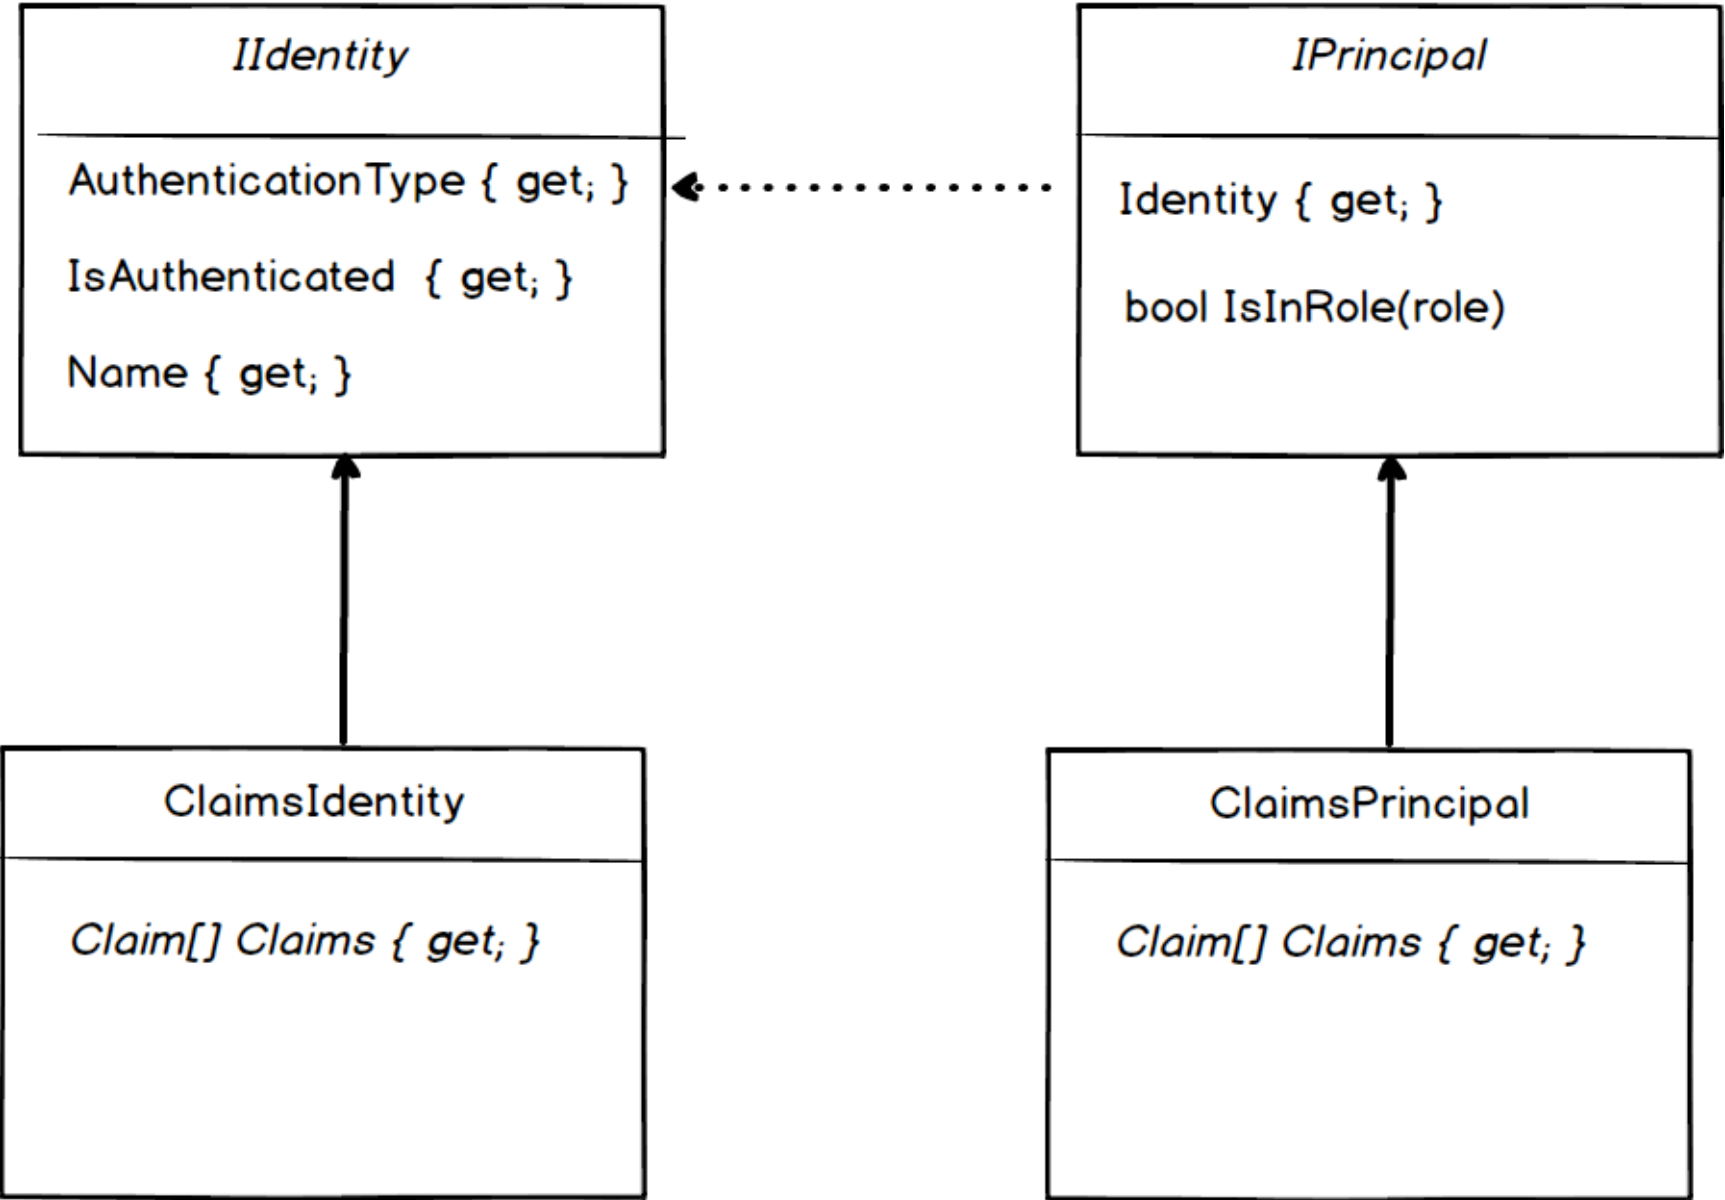 IIdentity
AuthenticationType { get; }
IsAuthenticated { get; }
Name { get; }
IPrincipal
Identity { get; }
bool IsInRole(role)
ClaimsIdentity
Claim[] Claims { get; }
ClaimsPrincipal
Claim[] Claims { get; }